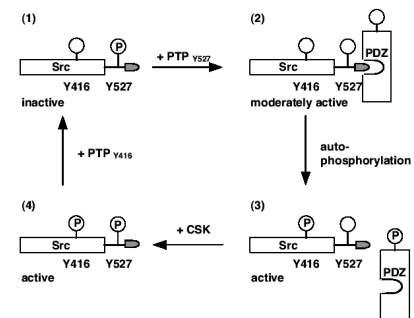 (1)
P
Src
Y416 Y527
inactive
+ PTP Y527
(2)
PDZ
Src
Y416 Y527
moderately active
auto-
phosphorylation
(3)
P
Src
Y416 Y527
active
PDZ
+ CSK
(4)
P P
Src
Y416 Y527
active
+ PTP Y416